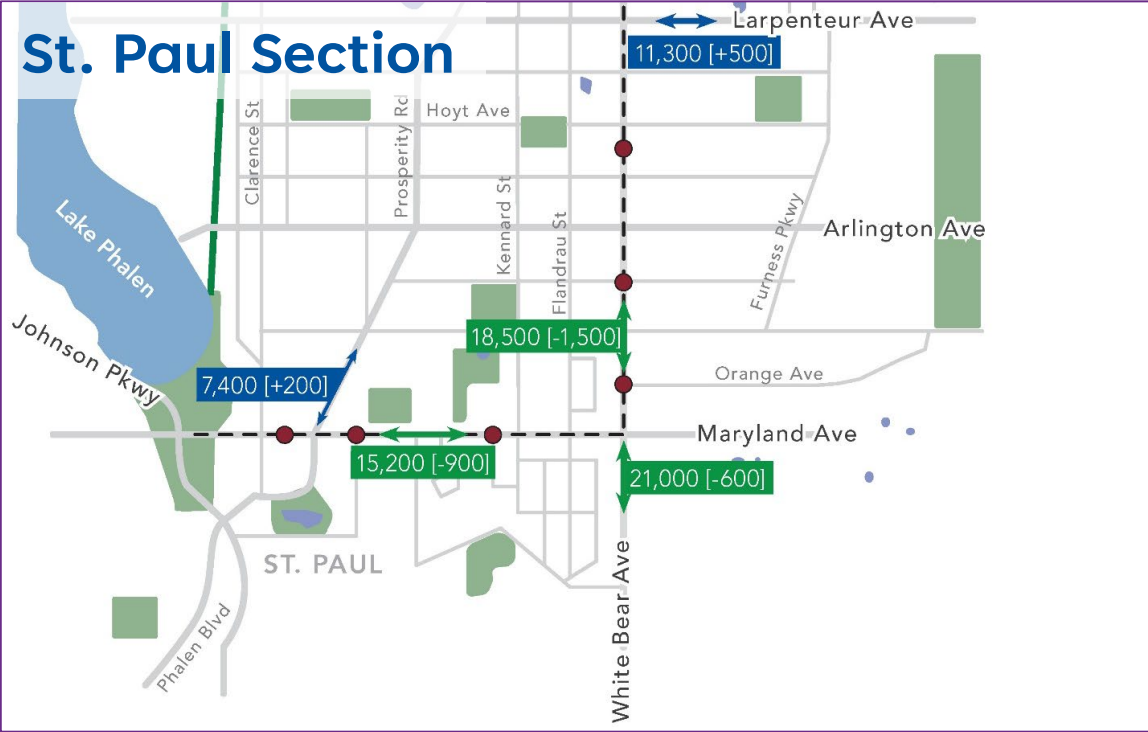 St. Paul Section
Larpenteur Ave
11,300 [+500]
Hoyt Ave
Clarence St
Prosperity Rd
Kennard St
Flandrau St
Furness Pkwy
Arlington Ave
Lake Phalen
Johnson Pkwy
18,500 [-1,500]
7,400 [+200]
Orange Ave
Maryland Ave
15,200 [-900]
21,000 [-600]
ST. PAUL
Phalen Blvd
White Bear Ave